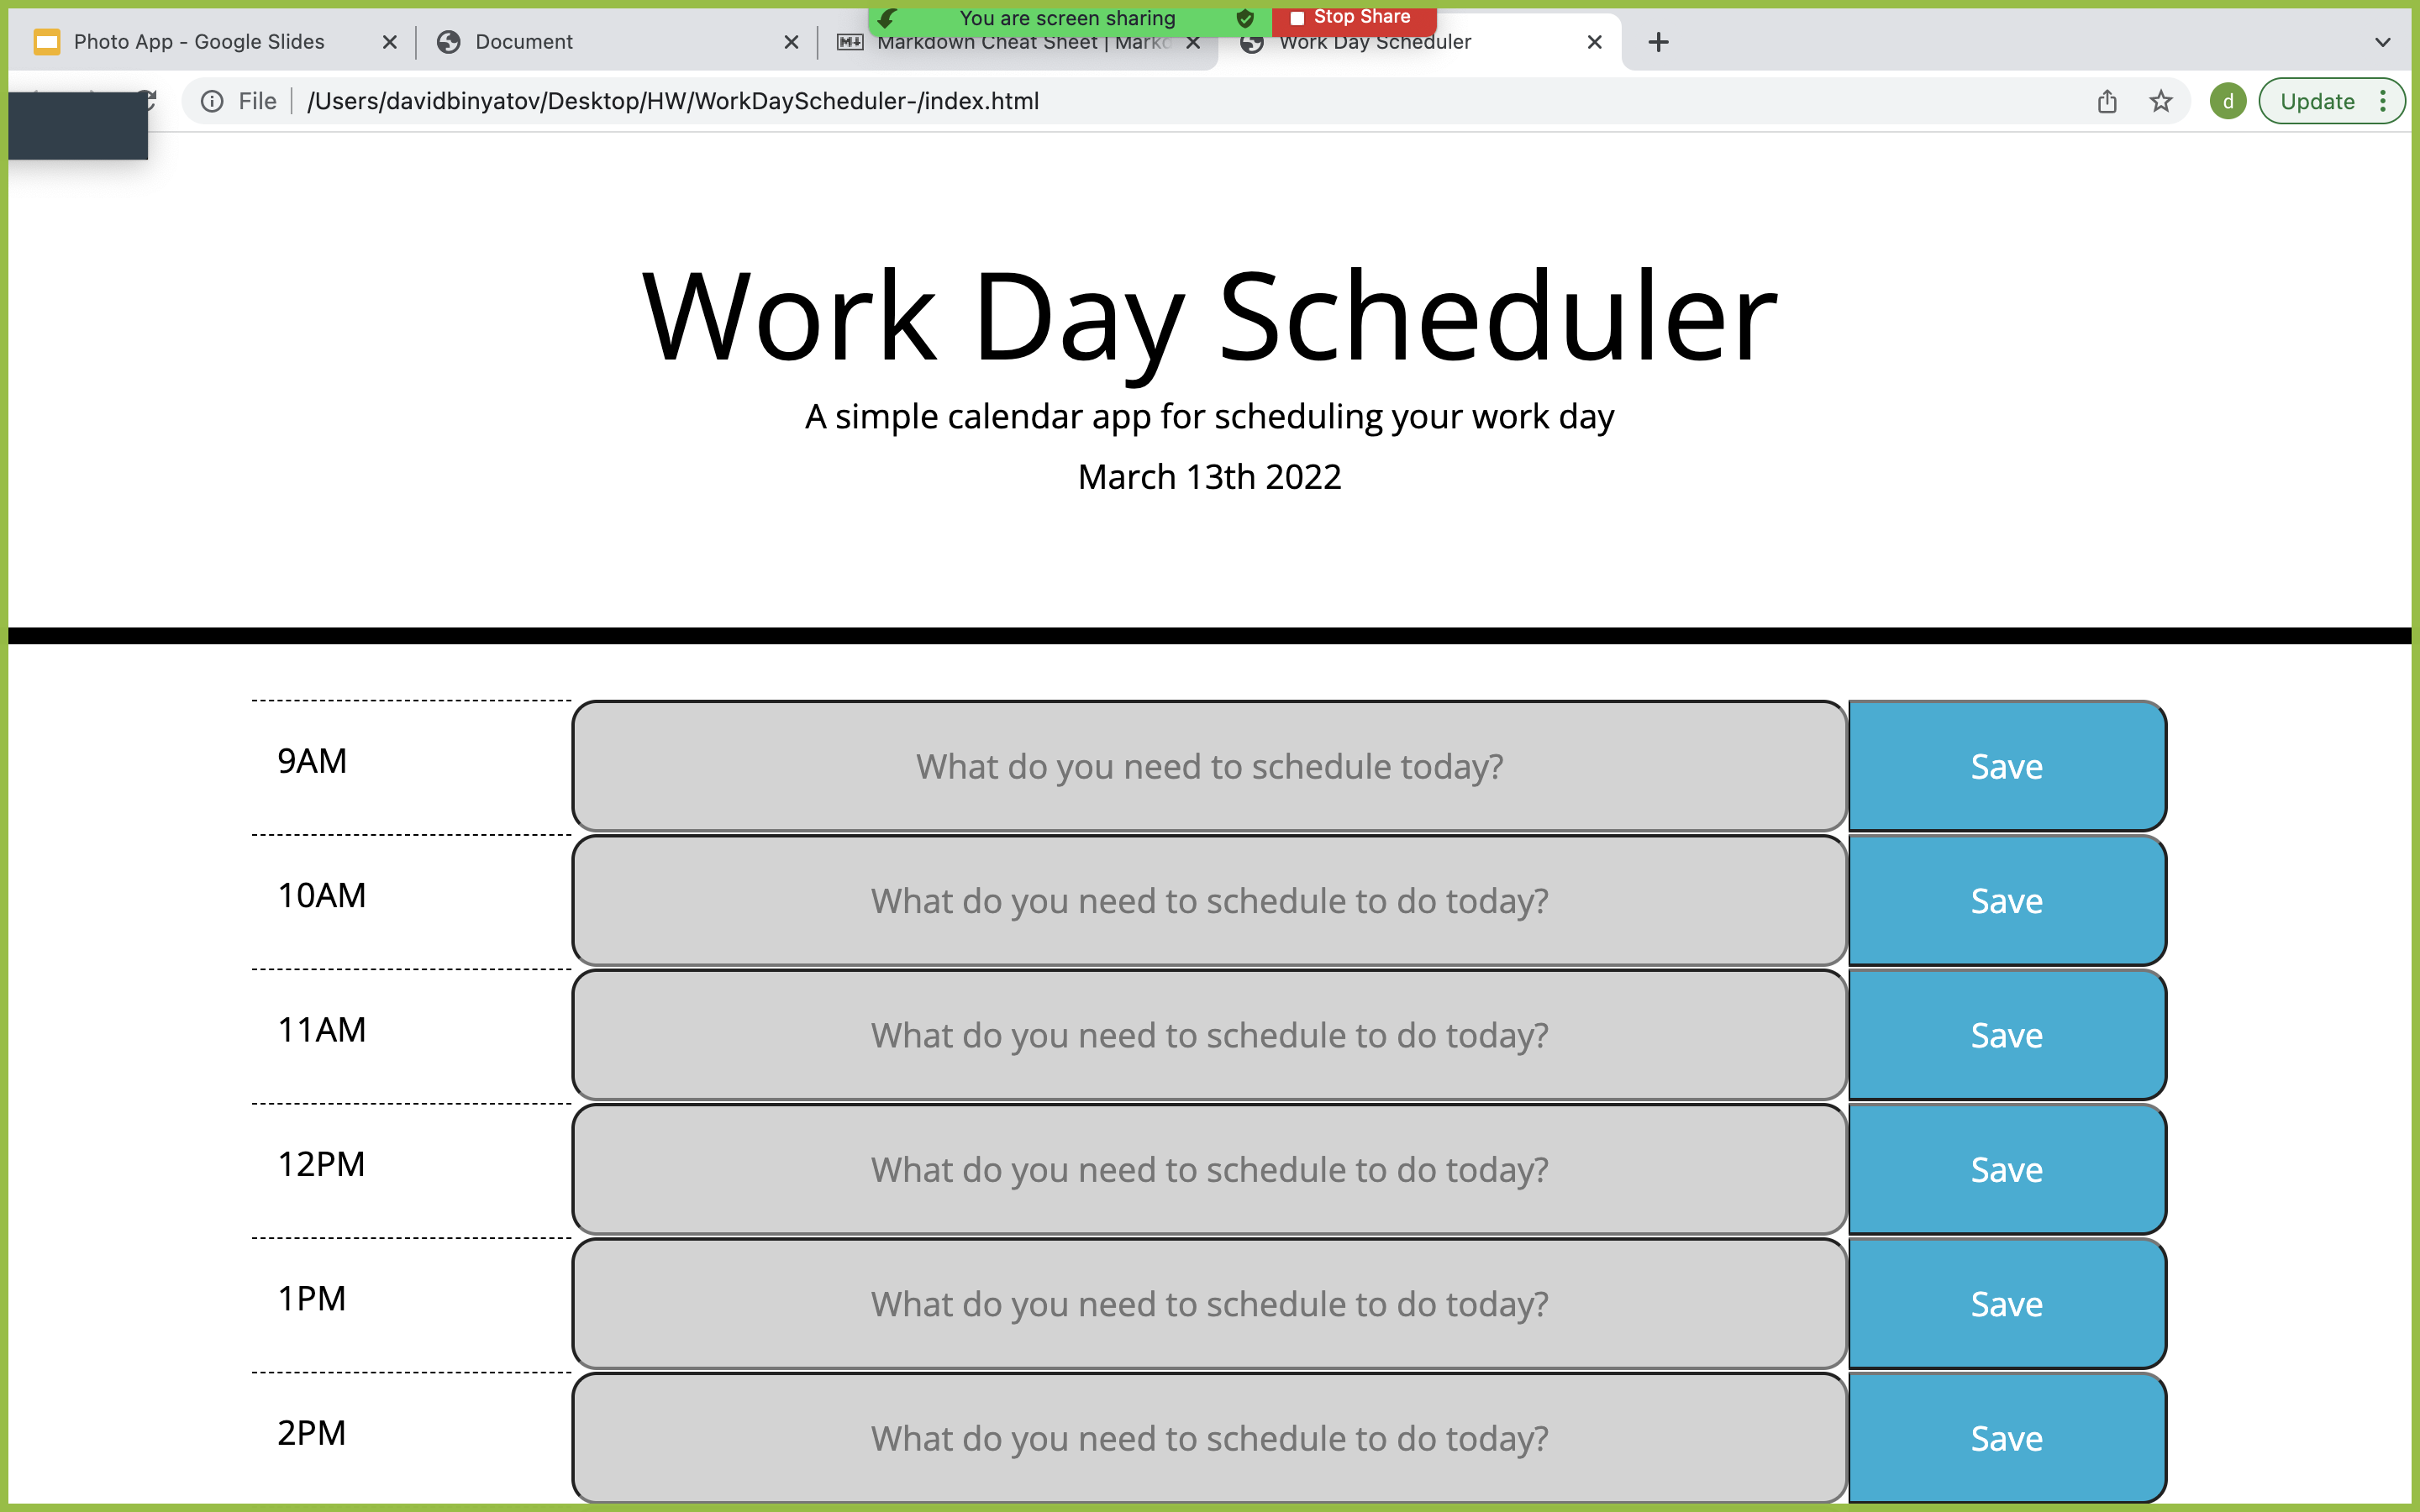 You are screen sharing
Stop Share
Photo App - Google Slides
Document
Markdown Cheat Sheet | Markd
Work Day Scheduler
File
/Users/davidbinyatov/Desktop/HW/WorkDayScheduler-/index.html
d
Update
Work Day Scheduler
A simple calendar app for scheduling your work day
March 13th 2022
9AM
What do you need to schedule today?
Save
10AM
What do you need to schedule to do today?
Save
11AM
What do you need to schedule to do today?
Save
12PM
What do you need to schedule to do today?
Save
1PM
What do you need to schedule to do today?
Save
2PM
What do you need to schedule to do today?
Save